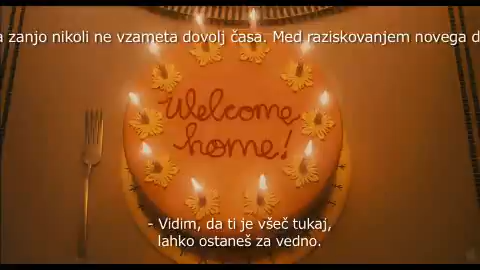 a zanjo nikoli ne vzameta dovolj časa. Med raziskovanjem novega d
Welcome
home!
- Vidim, da ti je všeč tukaj,
lahko ostaneš za vedno.